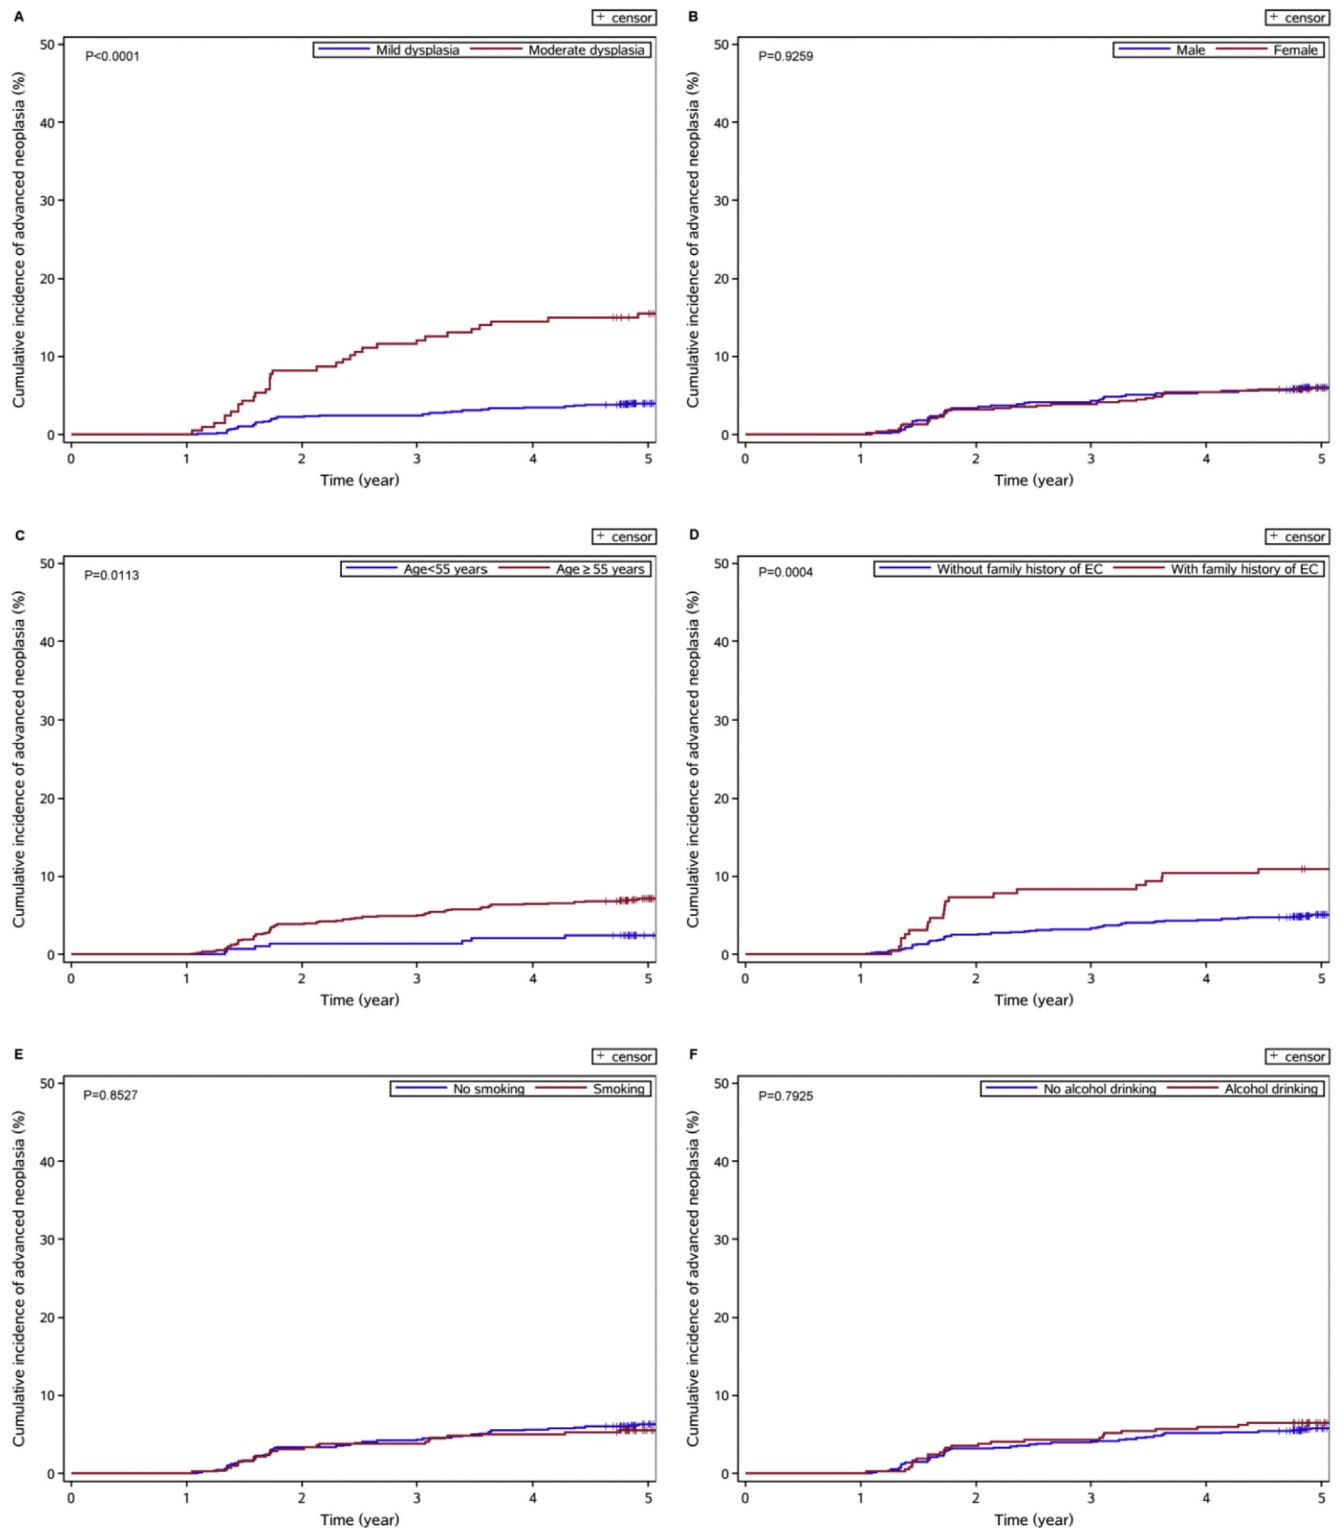 A
+ censor
P<0.0001
Mild dysplasia Moderate dysplasia
Cumulative incidence of advanced neoplasia (%)
50
40
30
20
10
0
0 1 2 3 4 5
Time (year)
B
+ censor
P=0.9259
Male Female
Cumulative incidence of advanced neoplasia (%)
50
40
30
20
10
0
0 1 2 3 4 5
Time (year)
C
+ censor
P=0.0113
Age<55 years Age ≥ 55 years
Cumulative incidence of advanced neoplasia (%)
50
40
30
20
10
0
0 1 2 3 4 5
Time (year)
D
+ censor
P=0.0004
Without family history of EC With family history of EC
Cumulative incidence of advanced neoplasia (%)
50
40
30
20
10
0
0 1 2 3 4 5
Time (year)
E
+ censor
P=0.8527
No smoking Smoking
Cumulative incidence of advanced neoplasia (%)
50
40
30
20
10
0
0 1 2 3 4 5
Time (year)
F
+ censor
P=0.7925
No alcohol drinking Alcohol drinking
Cumulative incidence of advanced neoplasia (%)
50
40
30
20
10
0
0 1 2 3 4 5
Time (year)